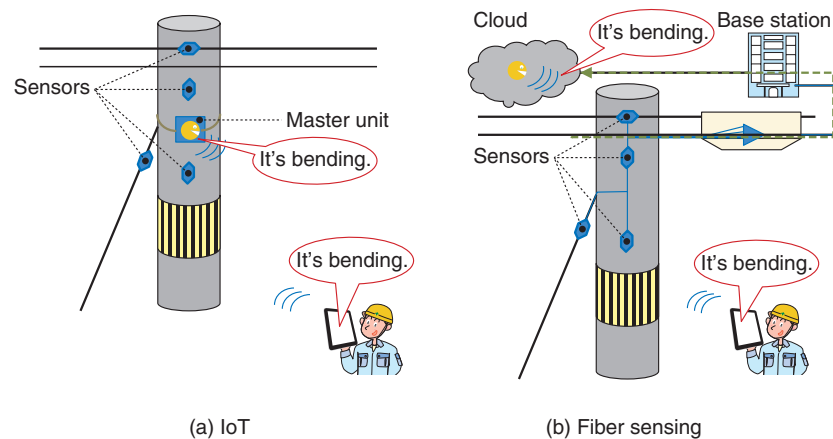 Sensors
Master unit
It's bending.
It's bending.
(a) IoT
Cloud
It's bending.
Base station
Sensors
It's bending.
(b) Fiber sensing